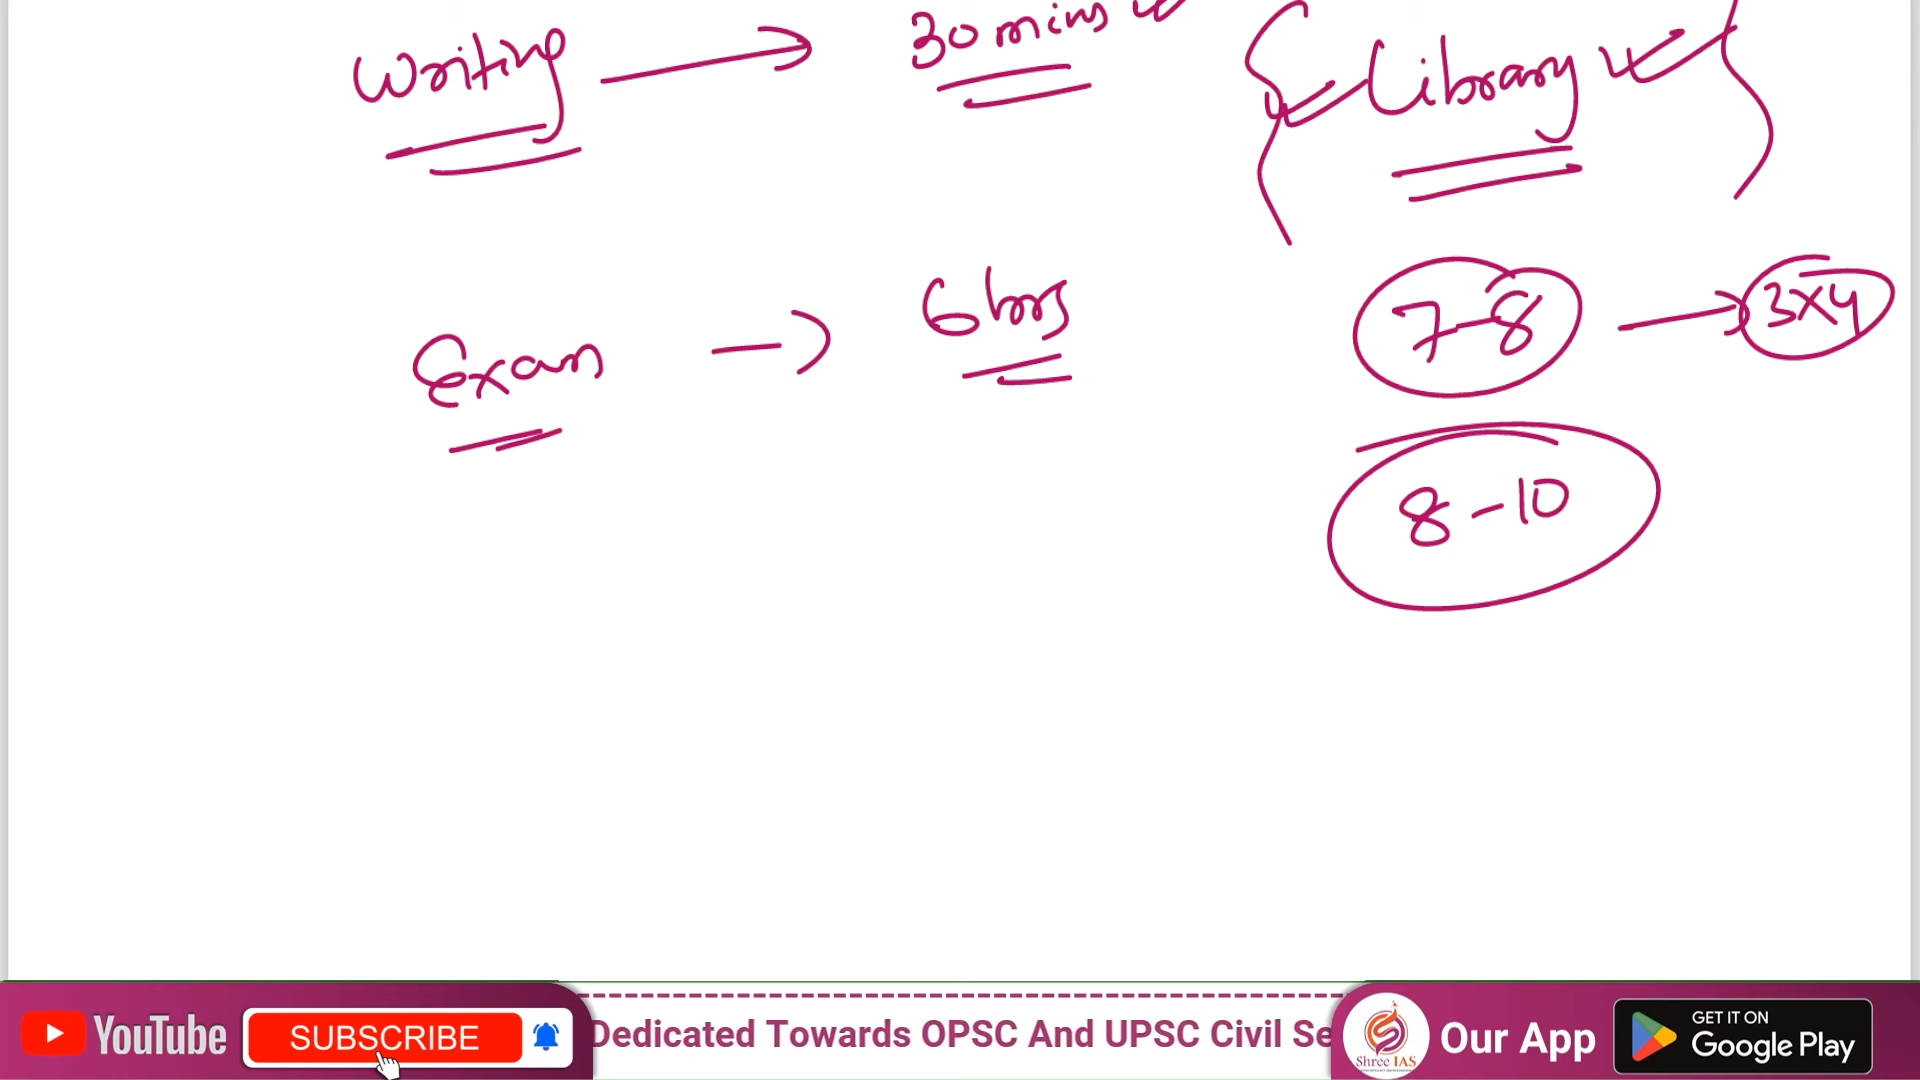 Writing → 30 mins
Library
Exam → 6 hrs
7-8 → 3x4
8-10
YouTube
SUBSCRIBE
Dedicated Towards OPSC And UPSC Civil Se
Shree IAS
Our App
GET IT ON
Google Play